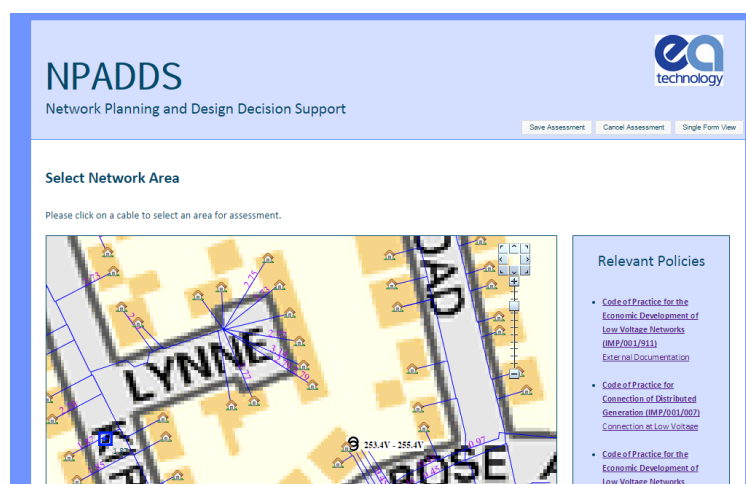 ea
technology
NPADDS
Network Planning and Design Decision Support
Save Assessment Cancel Assessment Single Form View
Select Network Area
Please click on a cable to select an area for assessment.
Relevant Policies
Code of Practice for the
Economic Development of
Low Voltage Networks
(IMP/001/911)
External Documentation
Code of Practice for
Connection of Distributed
Generation (IMP/001/007)
Connection at Low Voltage
Code of Practice for the
Economic Development of
Low Voltage Networks
OAD
LYNNE
253.4V - 255.4V
0.97
ROSE